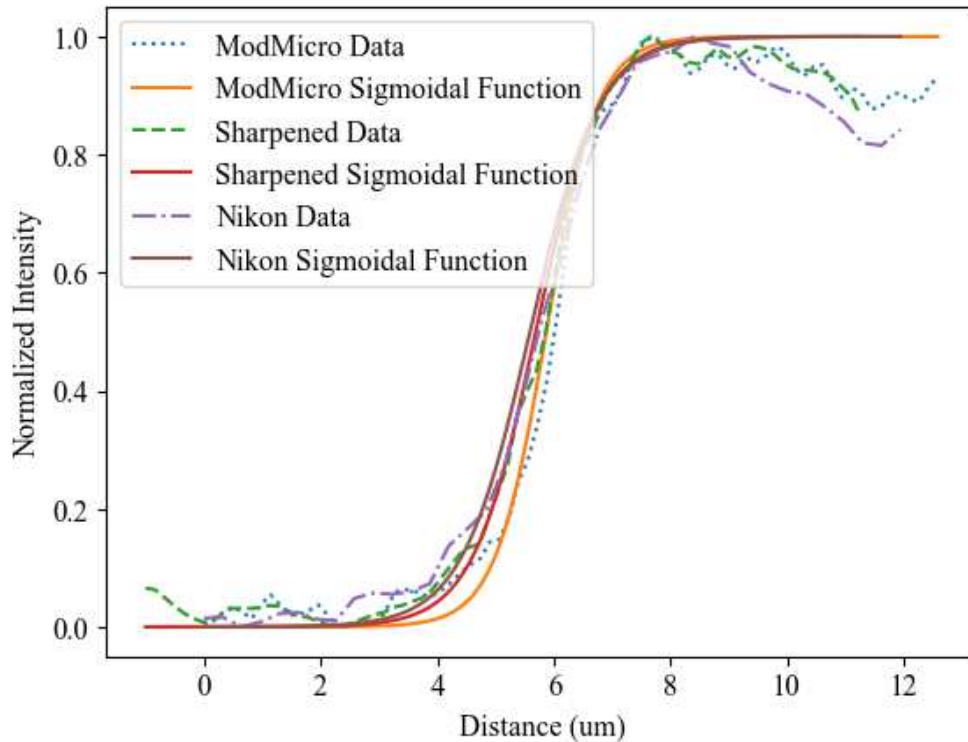 1.0
0.8
0.6
0.4
0.2
0.0
Normalized Intensity
ModMicro Data
ModMicro Sigmoidal Function
Sharpened Data
Sharpened Sigmoidal Function
Nikon Data
Nikon Sigmoidal Function
0 2 4 6 8 10 12
Distance (um)